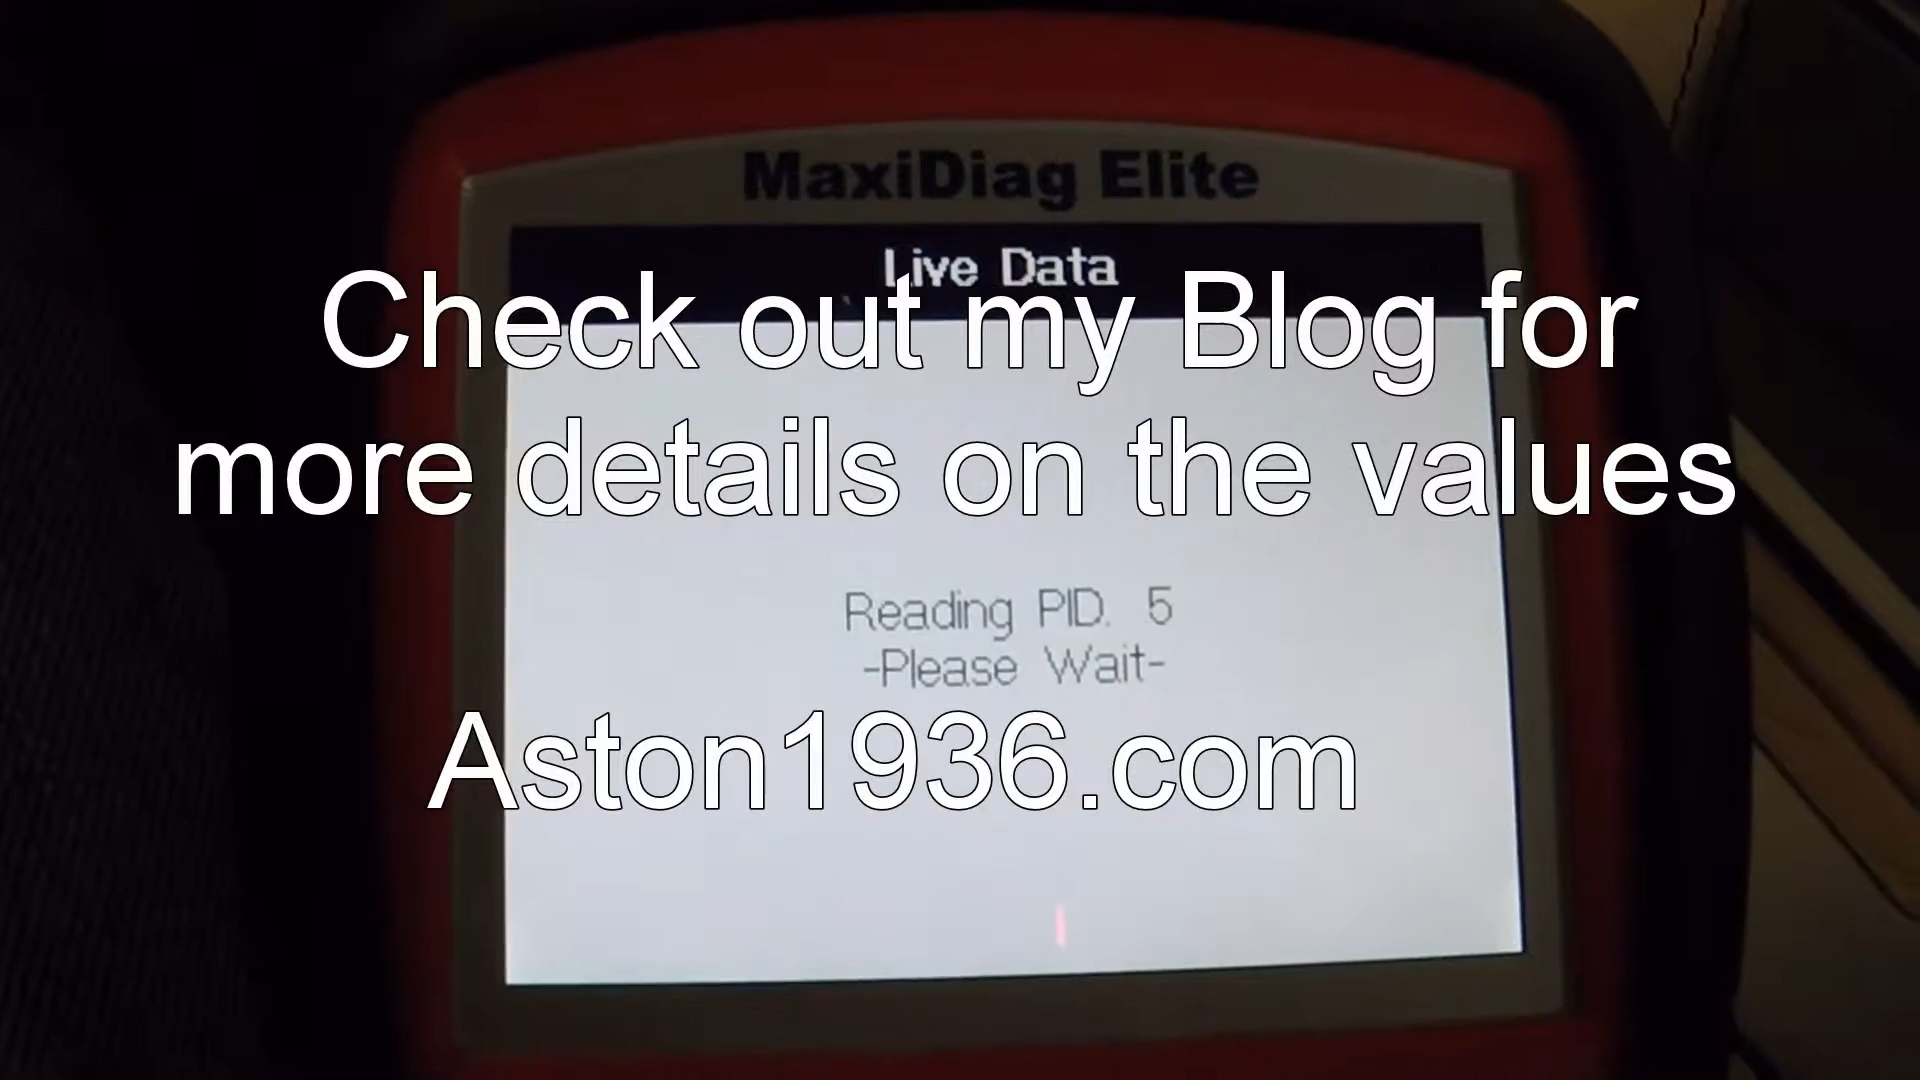 MaxiDiag Elite
Live Data
Check out my Blog for
more details on the values
Reading PID. 5
-Please Wait-
Aston1936.com